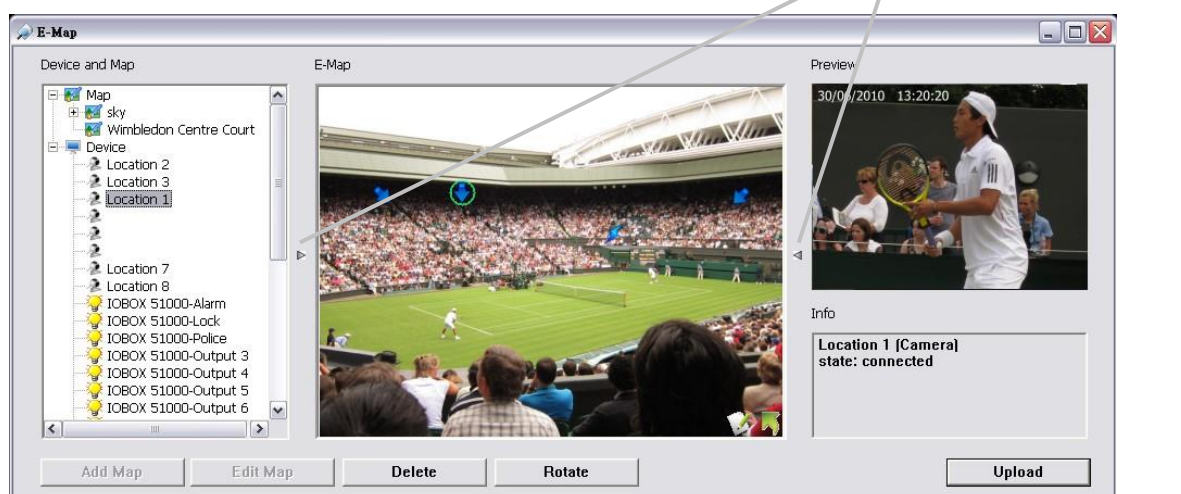 E-Map
Device and Map
Map
sky
Wimbledon Centre Court
Device
Location 2
Location 3
Location 1
Location 7
Location 8
IOBOX 51000-Alarm
IOBOX 51000-Lock
IOBOX 51000-Police
IOBOX 51000-Output 3
IOBOX 51000-Output 4
IOBOX 51000-Output 5
IOBOX 51000-Output 6
E-Map
Preview
30/06/2010 13:20:20
Info
Location 1 (Camera)
state: connected
Add Map
Edit Map
Delete
Rotate
Upload